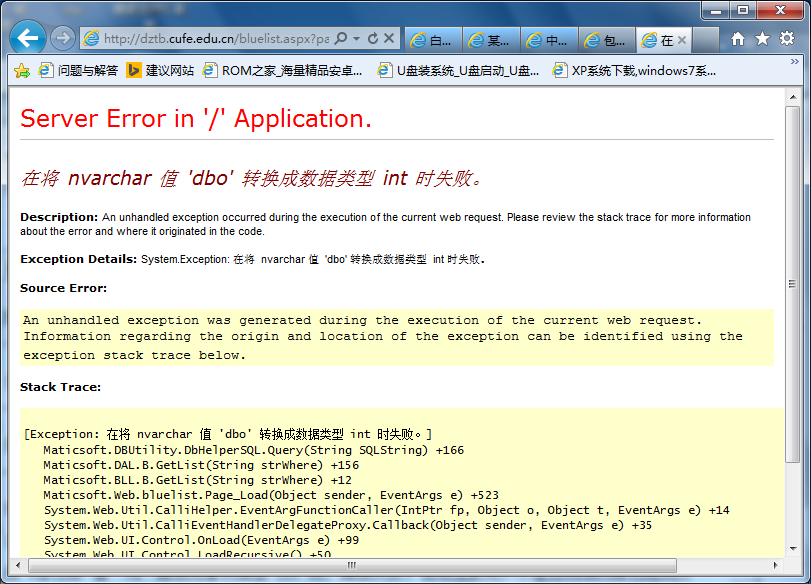 http://dztb.cufe.edu.cn/bluelist.aspx?pa
白...
某...
中...
包...
在
问题与解答
建议网站
ROM之家_海量精品安卓...
U盘装系统_U盘启动_U盘...
XP系统下载,windows7系...
Server Error in '/' Application.
在将 nvarchar 值 'dbo' 转换成数据类型 int 时失败。
Description: An unhandled exception occurred during the execution of the current web request. Please review the stack trace for more information
about the error and where it originated in the code.
Exception Details: System.Exception: 在将 nvarchar 值 'dbo' 转换成数据类型 int 时失败。
Source Error:
An unhandled exception was generated during the execution of the current web request.
Information regarding the origin and location of the exception can be identified using the
exception stack trace below.
Stack Trace:
[Exception: 在将 nvarchar 值 'dbo' 转换成数据类型 int 时失败。]
Maticsoft.DBUtility.DbHelperSQL.Query(String SQLString) +166
Maticsoft.DAL.B.GetList(String strWhere) +156
Maticsoft.BLL.B.GetList(String strWhere) +12
Maticsoft.Web.bluelist.Page_Load(Object sender, EventArgs e) +523
System.Web.Util.CalliHelper.EventArgFunctionCaller(IntPtr fp, Object o, Object t, EventArgs e) +14
System.Web.Util.CalliEventHandlerDelegateProxy.Callback(Object sender, EventArgs e) +35
System.Web.UI.Control.OnLoad(EventArgs e) +99
System.Web.UI.Control.LoadRecursive() +50